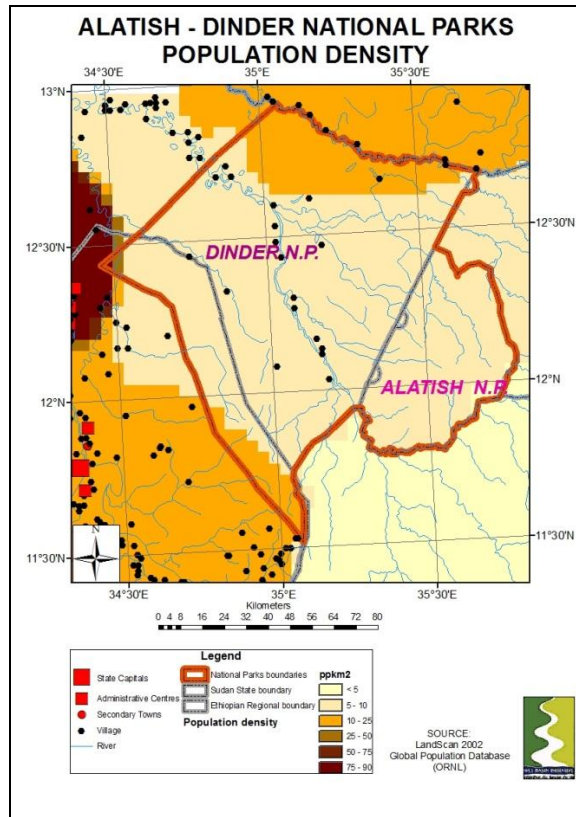 ALATISH - DINDER NATIONAL PARKS
POPULATION DENSITY
34°30'E
35°E
35°30'E
13°N
13°N
12°30'N
12°30'N
12°N
12°N
11°30'N
11°30'N
DINDER N.P.
ALATISH N.P
N
34°30'E
35°E
35°30'E
Kilometers
0 4 8 16 24 32 40 48 56 64 72 80
Legend
State Capitals
Administrative Centres
Secondary Towns
Village
River
National Parks boundaries
Sudan State boundary
Ethiopian Regional boundary
Population density
ppkm2
< 5
5 - 10
10 - 25
25 - 50
50 - 75
75 - 90
SOURCE:
LandScan 2002
Global Population Database
(ORNL)